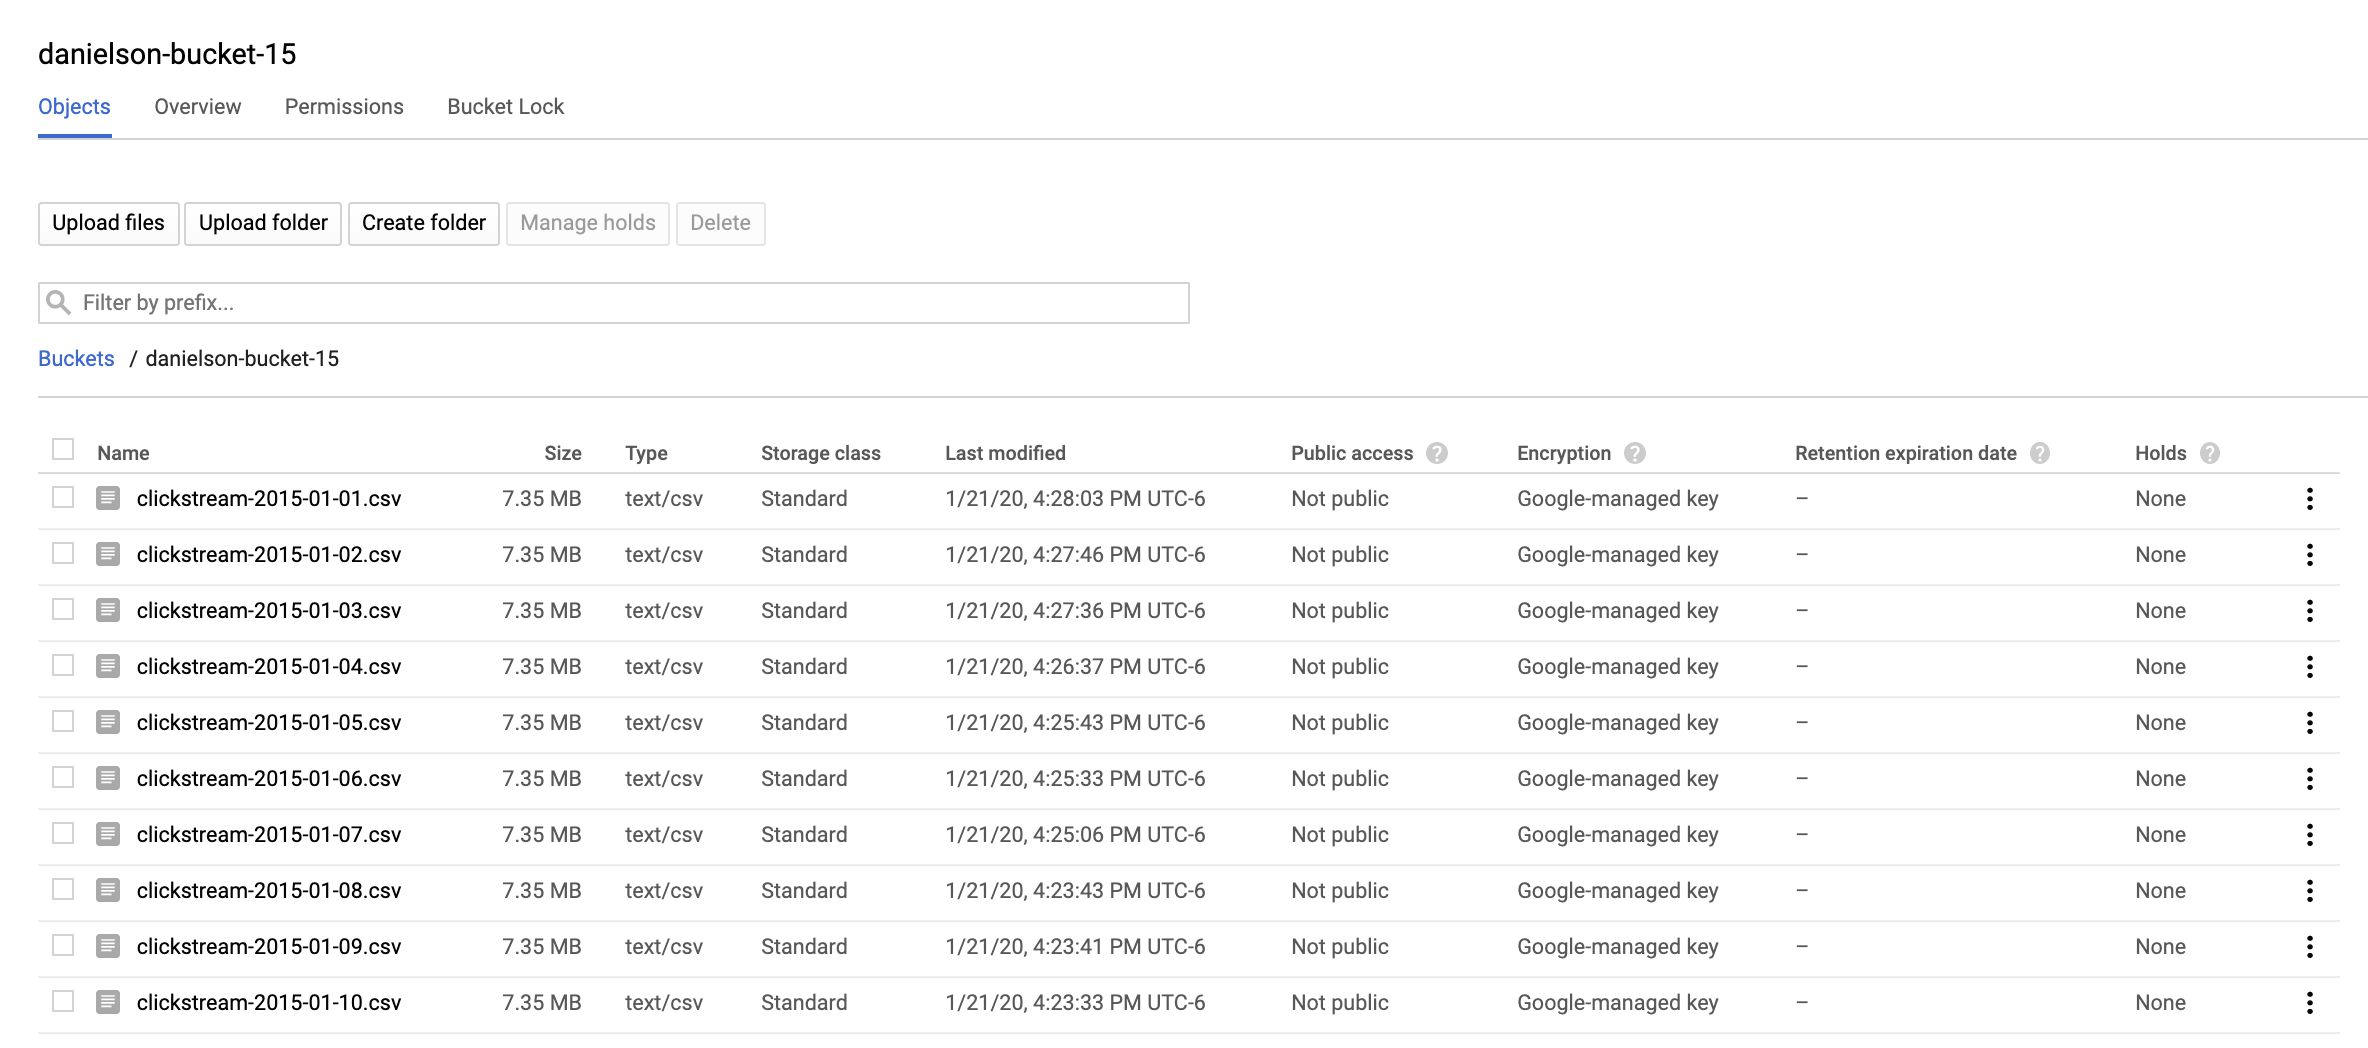 danielson-bucket-15
Objects Overview Permissions Bucket Lock
Upload files Upload folder Create folder Manage holds Delete
Filter by prefix...
Buckets / danielson-bucket-15
Name Size Type Storage class Last modified Public access ? Encryption ? Retention expiration date ? Holds ?
clickstream-2015-01-01.csv 7.35 MB text/csv Standard 1/21/20, 4:28:03 PM UTC-6 Not public Google-managed key – None
clickstream-2015-01-02.csv 7.35 MB text/csv Standard 1/21/20, 4:27:46 PM UTC-6 Not public Google-managed key – None
clickstream-2015-01-03.csv 7.35 MB text/csv Standard 1/21/20, 4:27:36 PM UTC-6 Not public Google-managed key – None
clickstream-2015-01-04.csv 7.35 MB text/csv Standard 1/21/20, 4:26:37 PM UTC-6 Not public Google-managed key – None
clickstream-2015-01-05.csv 7.35 MB text/csv Standard 1/21/20, 4:25:43 PM UTC-6 Not public Google-managed key – None
clickstream-2015-01-06.csv 7.35 MB text/csv Standard 1/21/20, 4:25:33 PM UTC-6 Not public Google-managed key – None
clickstream-2015-01-07.csv 7.35 MB text/csv Standard 1/21/20, 4:25:06 PM UTC-6 Not public Google-managed key – None
clickstream-2015-01-08.csv 7.35 MB text/csv Standard 1/21/20, 4:23:43 PM UTC-6 Not public Google-managed key – None
clickstream-2015-01-09.csv 7.35 MB text/csv Standard 1/21/20, 4:23:41 PM UTC-6 Not public Google-managed key – None
clickstream-2015-01-10.csv 7.35 MB text/csv Standard 1/21/20, 4:23:33 PM UTC-6 Not public Google-managed key – None